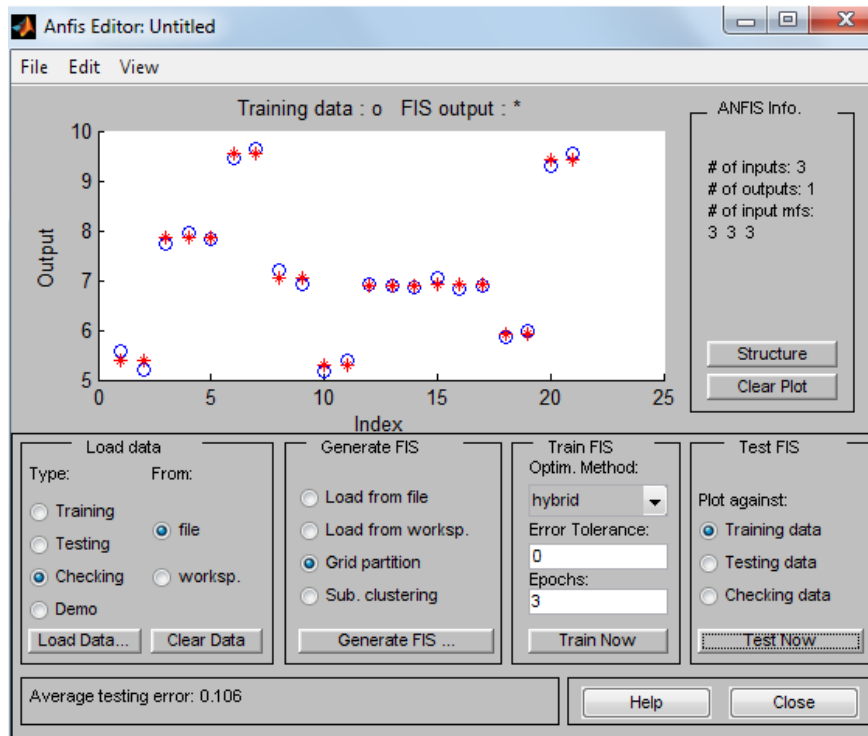 Anfis Editor: Untitled
File Edit View
Training data : o FIS output : *
Output
10
9
8
7
6
5
0 5 10 15 20 25
Index
ANFIS Info.
# of inputs: 3
# of outputs: 1
# of input mfs:
3 3 3
Structure
Clear Plot
Load data
Type: From:
Training
Testing
Checking
Demo
file
worksp.
Load Data... Clear Data
Generate FIS
Load from file
Load from worksp.
Grid partition
Sub. clustering
Generate FIS ...
Train FIS
Optim. Method:
hybrid
Error Tolerance:
0
Epochs:
3
Train Now
Test FIS
Plot against:
Training data
Testing data
Checking data
Test Now
Average testing error: 0.106
Help Close